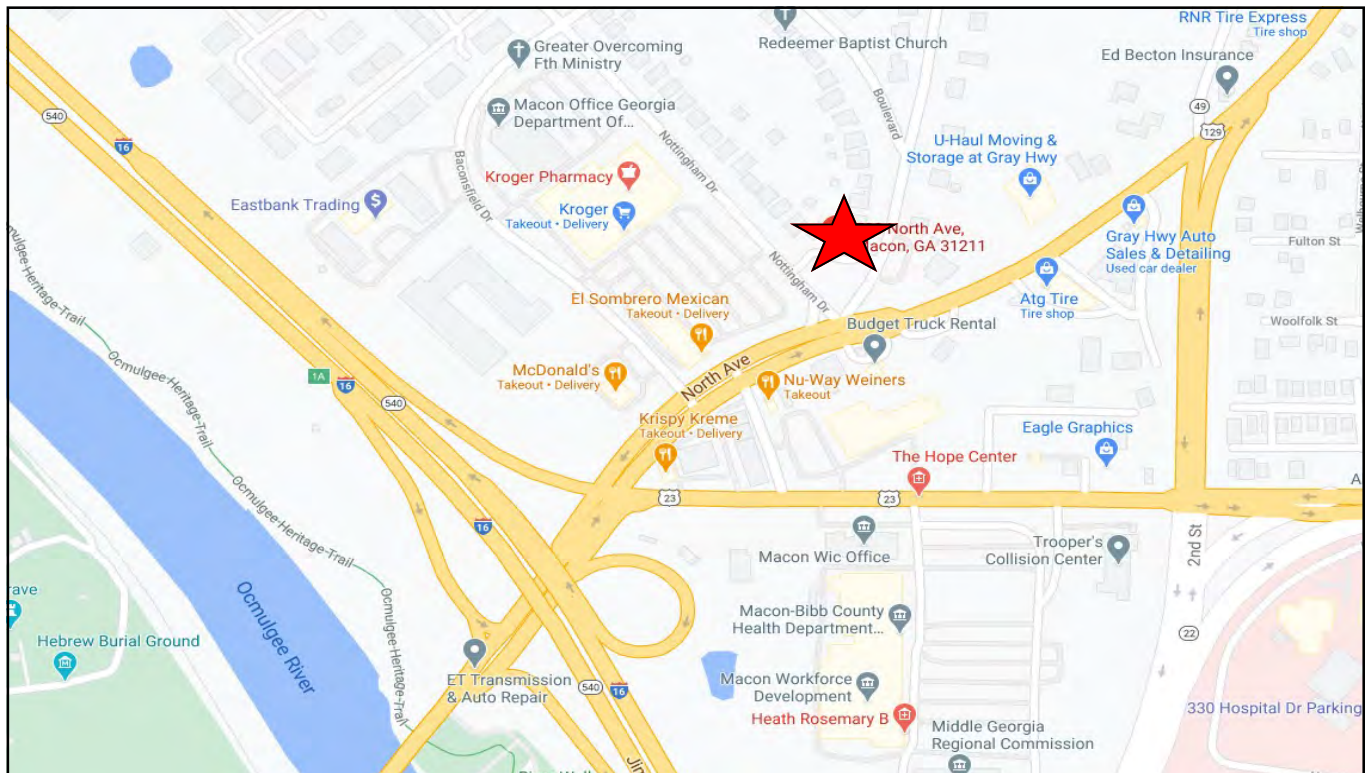 RNR Tire Express
Tire shop
Greater Overcoming
Fth Ministry
Redeemer Baptist Church
Ed Becton Insurance
540
16
Macon Office Georgia
Department Of...
49
129
Boulevard
Nottingham Dr
U-Haul Moving &
Storage at Gray Hwy
Kroger Pharmacy
Baconsfield Dr
Eastbank Trading
Kroger
Takeout • Delivery
North Ave,
Macon, GA 31211
Gray Hwy Auto
Sales & Detailing
Used car dealer
Fulton St
Ocmulgee-Heritage-Trail
Nottingham Dr
El Sombrero Mexican
Takeout • Delivery
Atg Tire
Tire shop
Budget Truck Rental
Woolfolk St
McDonald's
Takeout • Delivery
1A
16
540
North Ave
Nu-Way Weiners
Takeout
Krispy Kreme
Takeout • Delivery
Eagle Graphics
The Hope Center
23
23
Ocmulgee-Heritage-Trail
16
Macon Wic Office
Trooper's
Collision Center
2nd St
Ocmulgee River
Ocmulgee-Heritage-Trail
rave
Hebrew Burial Ground
Macon-Bibb County
Health Department...
22
ET Transmission
& Auto Repair
540
16
Macon Workforce
Development
Heath Rosemary B
330 Hospital Dr Parking
Middle Georgia
Regional Commission